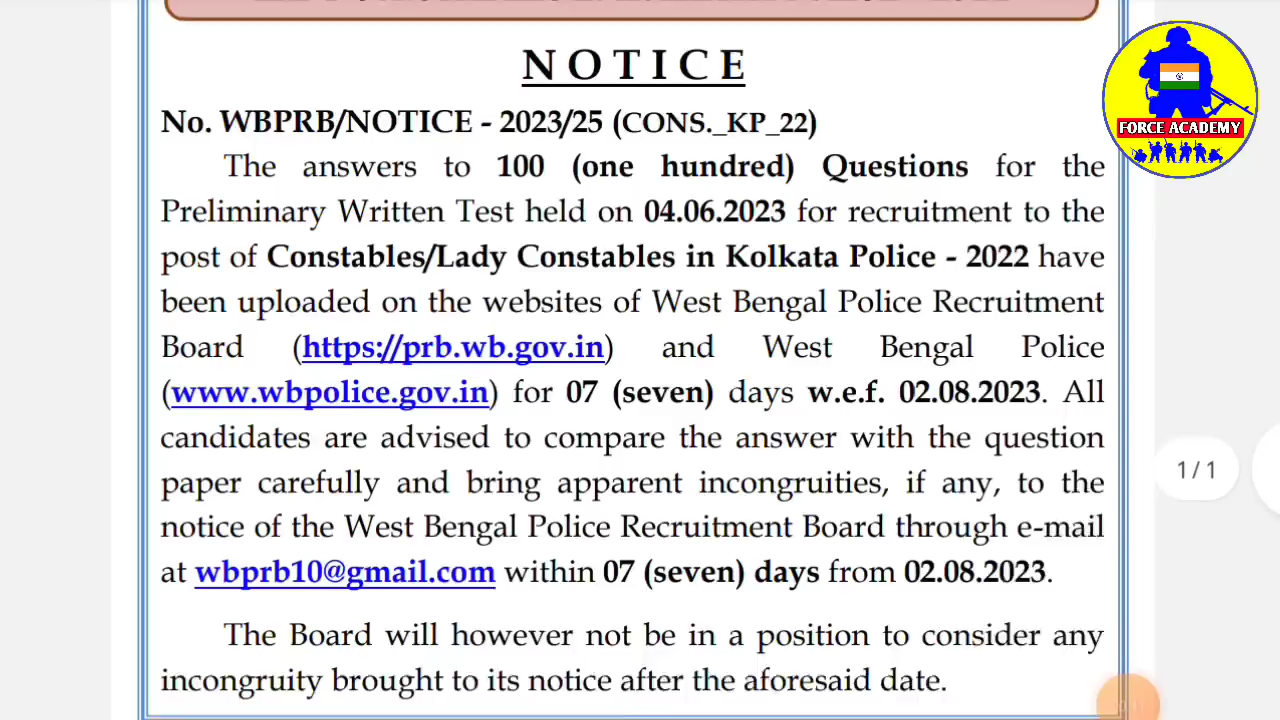 NOTICE
No. WBPRB/NOTICE - 2023/25 (CONS._KP_22)
The answers to 100 (one hundred) Questions for the
Preliminary Written Test held on 04.06.2023 for recruitment to the
post of Constables/Lady Constables in Kolkata Police - 2022 have
been uploaded on the websites of West Bengal Police Recruitment
Board (https://prb.wb.gov.in) and West Bengal Police
(www.wbpolice.gov.in) for 07 (seven) days w.e.f. 02.08.2023. All
candidates are advised to compare the answer with the question
paper carefully and bring apparent incongruities, if any, to the
notice of the West Bengal Police Recruitment Board through e-mail
at wbprb10@gmail.com within 07 (seven) days from 02.08.2023.
The Board will however not be in a position to consider any
incongruity brought to its notice after the aforesaid date.
FORCE ACADEMY
1 / 1